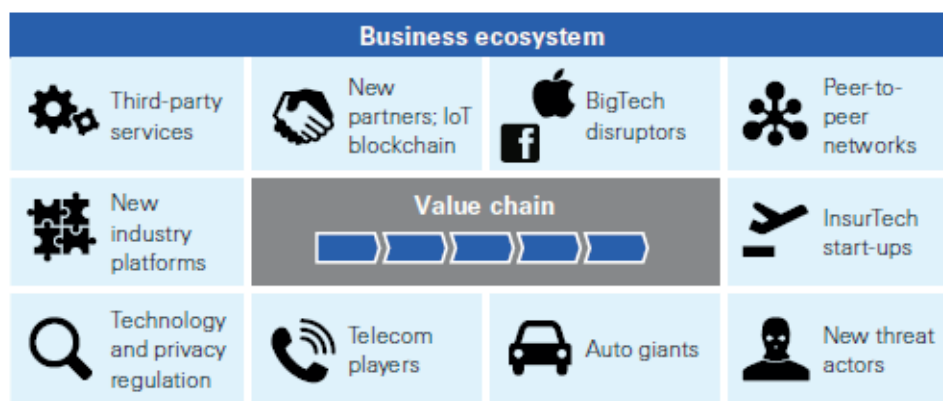 Business ecosystem
Third-party
services
New
partners; IoT
blockchain
BigTech
disruptors
Peer-to-
peer
networks
New
industry
platforms
Value chain
InsurTech
start-ups
Technology
and privacy
regulation
Telecom
players
Auto giants
New threat
actors